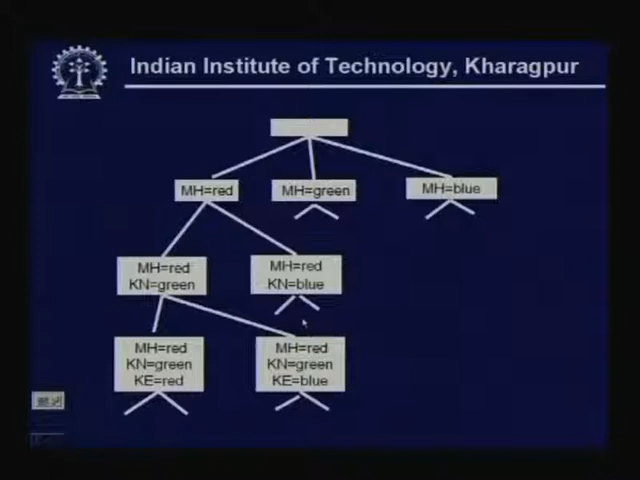 Indian Institute of Technology, Kharagpur
MH=red
MH=green
MH=blue
MH=red
KN=green
MH=red
KN=blue
MH=red
KN=green
KE=red
MH=red
KN=green
KE=blue